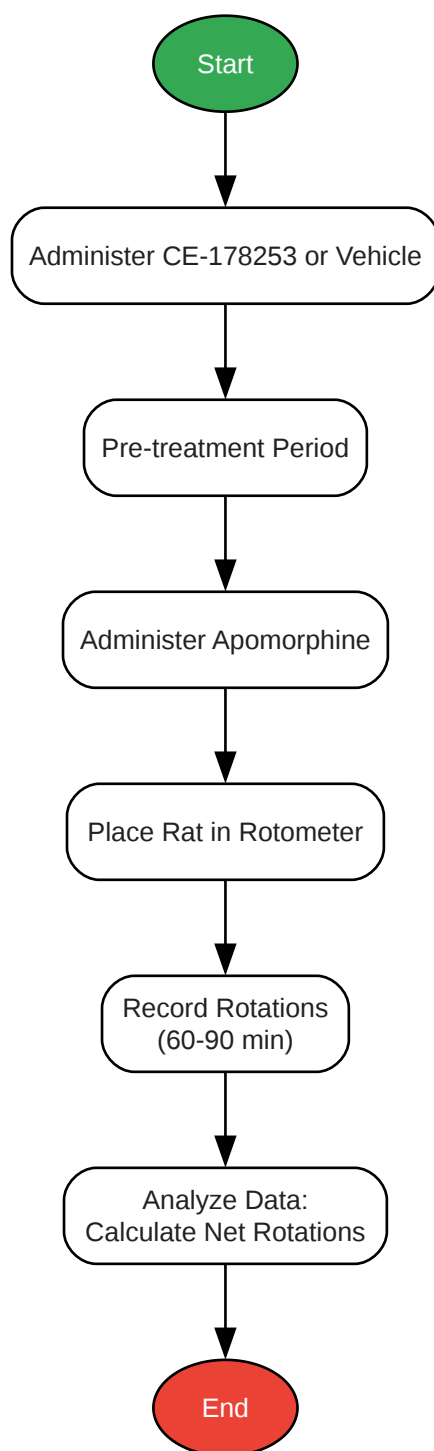 Start
Administer CE-178253 or Vehicle
Pre-treatment Period
Administer Apomorphine
Place Rat in Rotometer
Record Rotations
(60-90 min)
Analyze Data:
Calculate Net Rotations
End